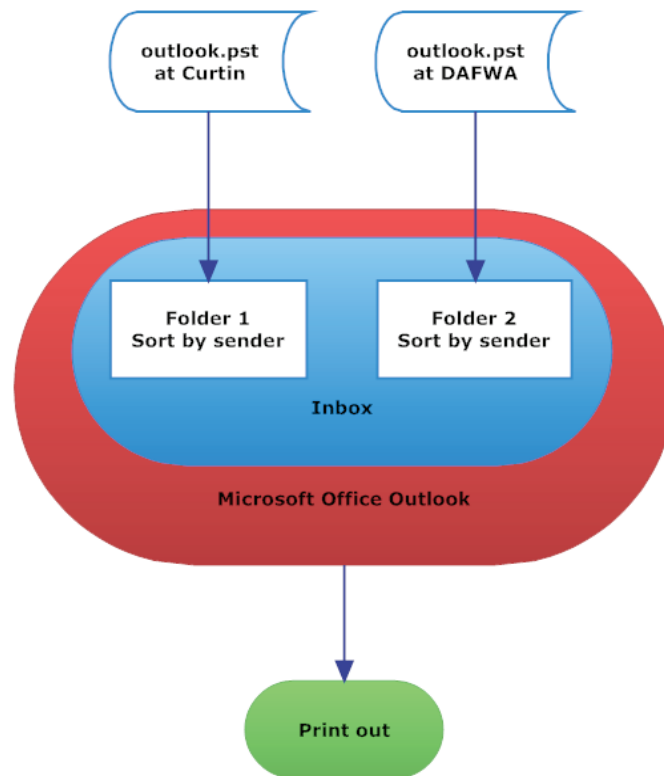 outlook.pst
at Curtin
outlook.pst
at DAFWA
Folder 1
Sort by sender
Folder 2
Sort by sender
Inbox
Microsoft Office Outlook
Print out